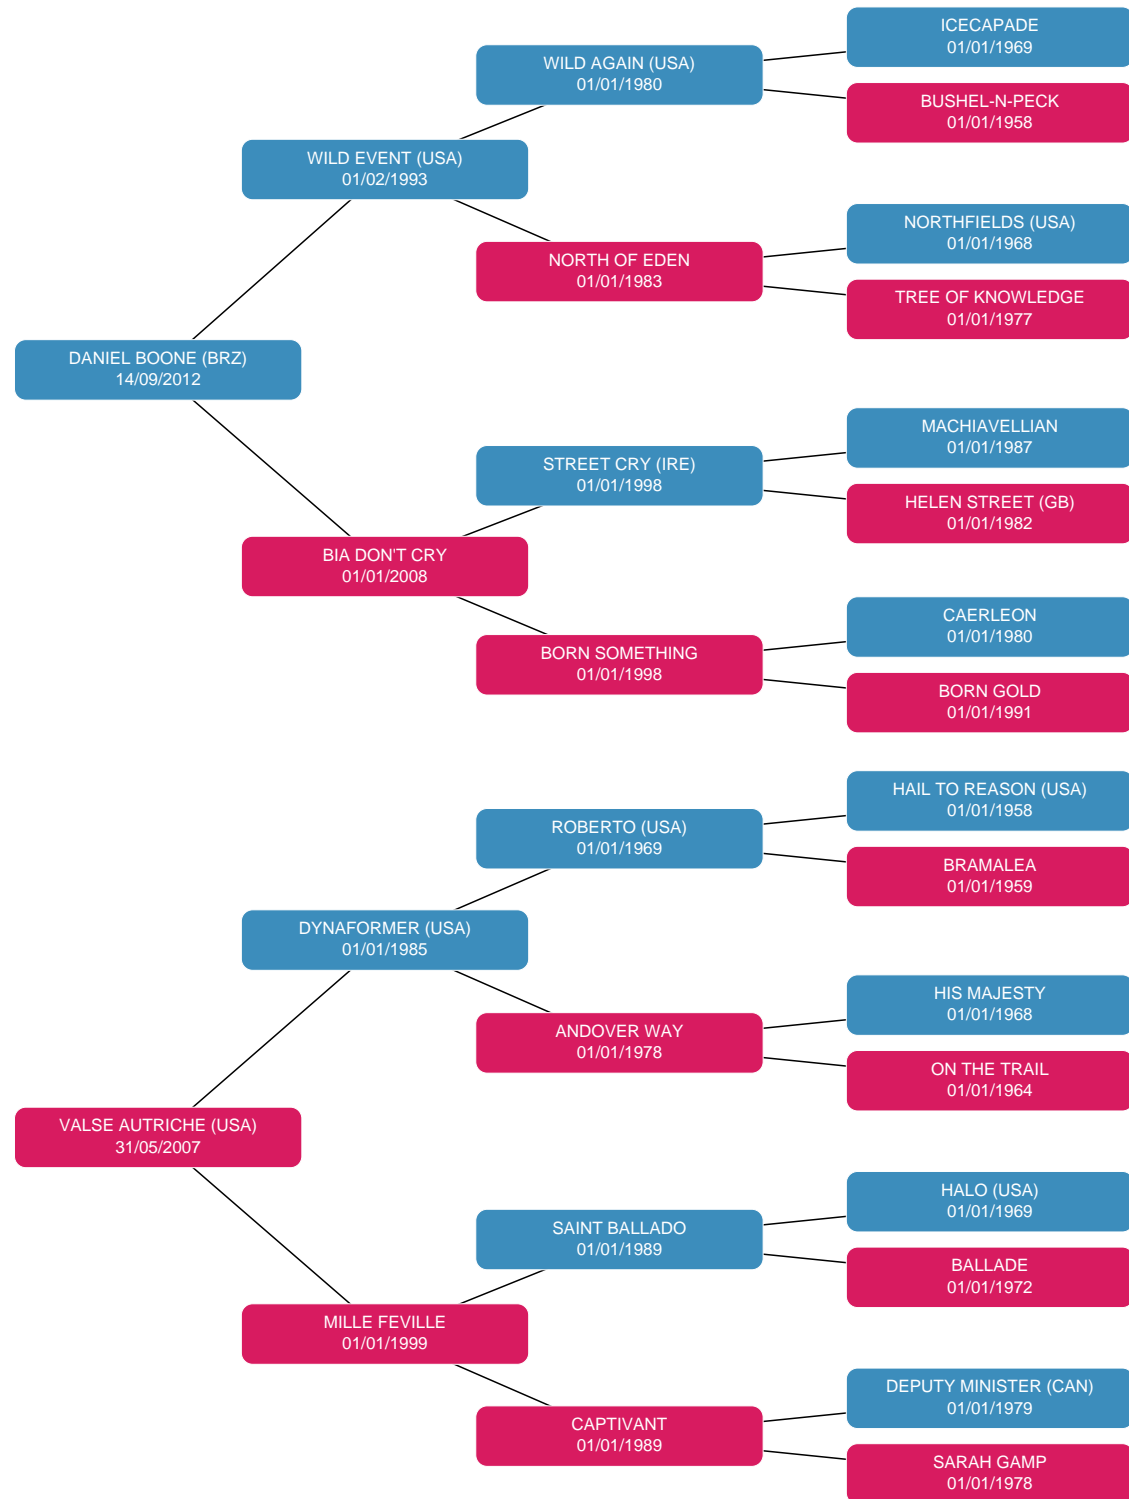 ICECAPADE
01/01/1969
WILD AGAIN (USA)
01/01/1980
BUSHEL-N-PECK
01/01/1958
WILD EVENT (USA)
01/02/1993
NORTHFIELDS (USA)
01/01/1968
NORTH OF EDEN
01/01/1983
TREE OF KNOWLEDGE
01/01/1977
DANIEL BOONE (BRZ)
14/09/2012
MACHIAVELLIAN
01/01/1987
STREET CRY (IRE)
01/01/1998
HELEN STREET (GB)
01/01/1982
BIA DON'T CRY
01/01/2008
CAERLEON
01/01/1980
BORN SOMETHING
01/01/1998
BORN GOLD
01/01/1991
HAIL TO REASON (USA)
01/01/1958
ROBERTO (USA)
01/01/1969
BRAMALEA
01/01/1959
DYNAFORMER (USA)
01/01/1985
HIS MAJESTY
01/01/1968
ANDOVER WAY
01/01/1978
ON THE TRAIL
01/01/1964
VALSE AUTRICHE (USA)
31/05/2007
HALO (USA)
01/01/1969
SAINT BALLADO
01/01/1989
BALLADE
01/01/1972
MILLE FEVILLE
01/01/1999
DEPUTY MINISTER (CAN)
01/01/1979
CAPTIVANT
01/01/1989
SARAH GAMP
01/01/1978